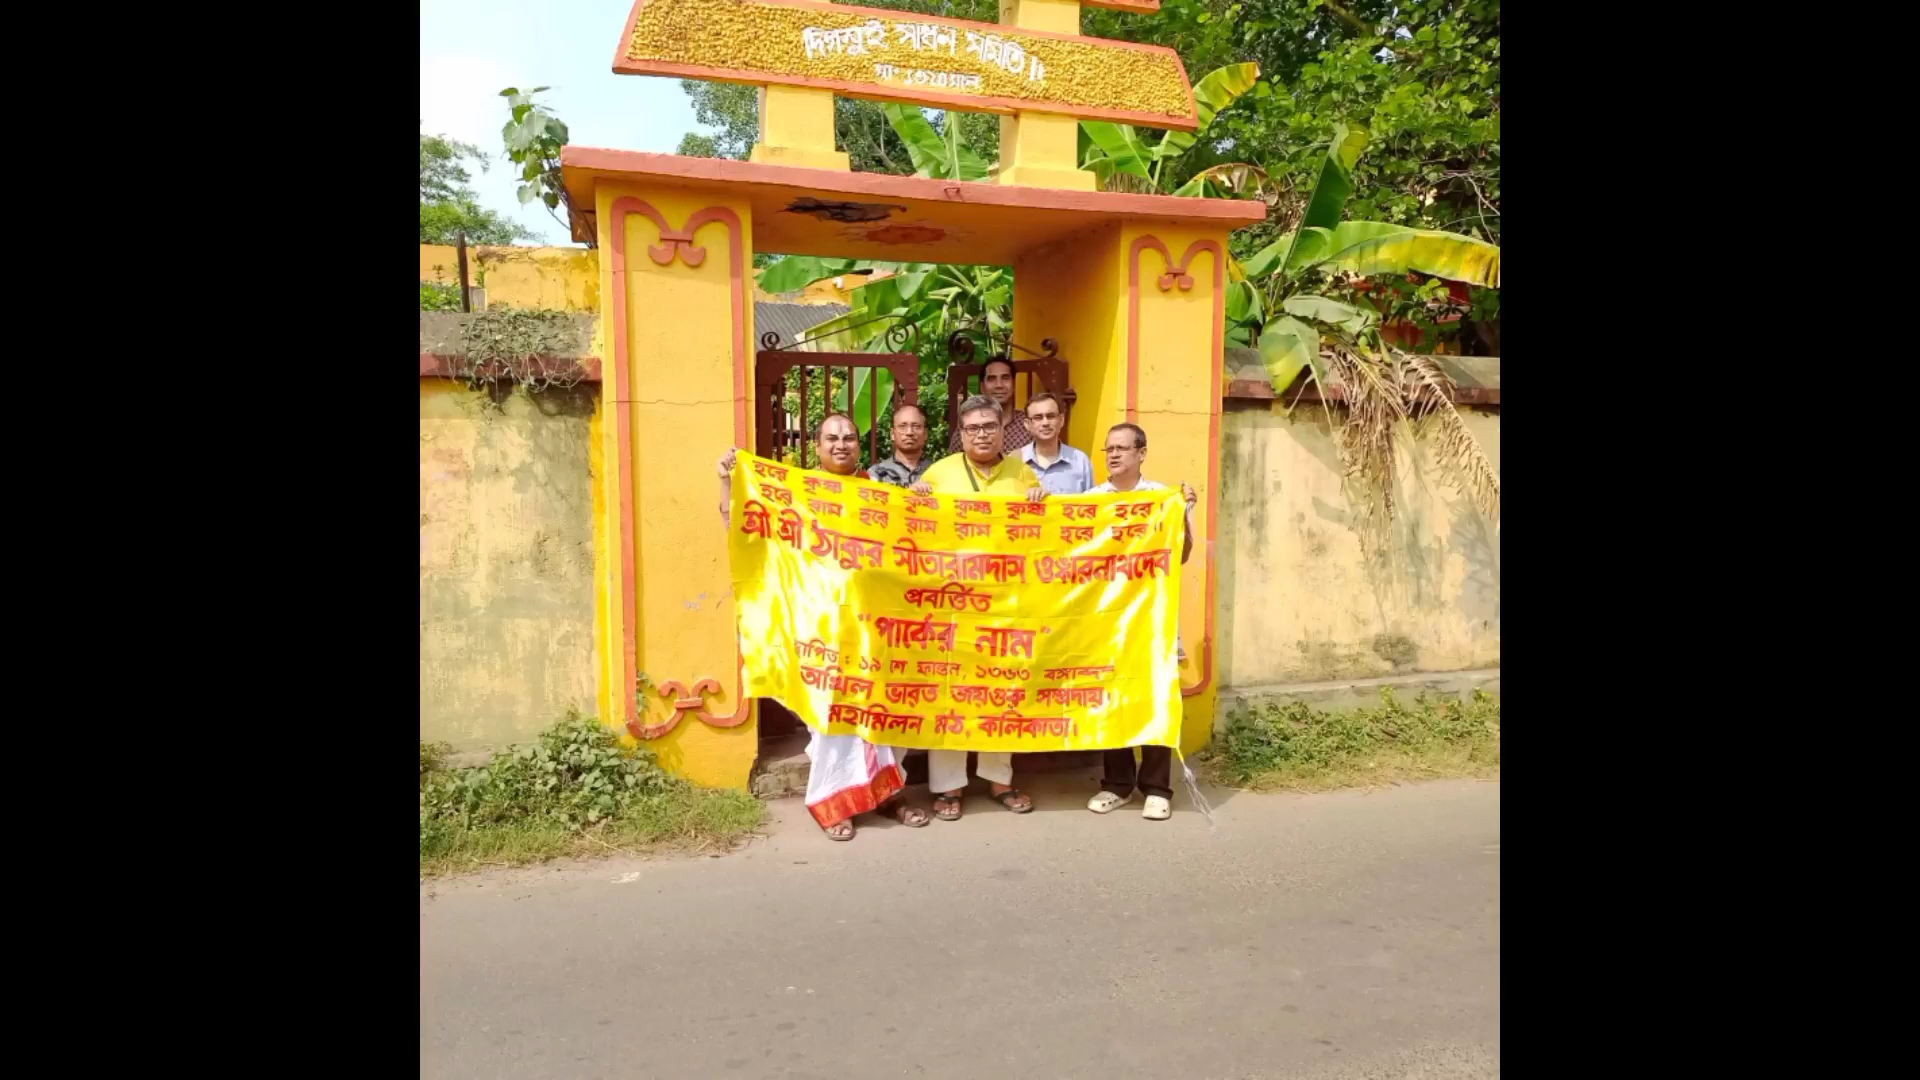 দিগসুই সাধন সমিতি॥
হরে কৃষ্ণ হরে কৃষ্ণ কৃষ্ণ কৃষ্ণ হরে হরে।
হরে রাম হরে রাম রাম রাম হরে হরে॥
শ্রী শ্রী ঠাকুর সীতারামদাস ওঙ্কারনাথদেব
প্রবর্ত্তিত
"পার্কের নাম"
স্থাপিত : ১৯ শে ফাল্গুন, ১৩৬৩ বঙ্গাব্দ
অখিল ভারত জয়গুরু সম্প্রদায়।
মহামিলন মঠ, কলিকাতা।